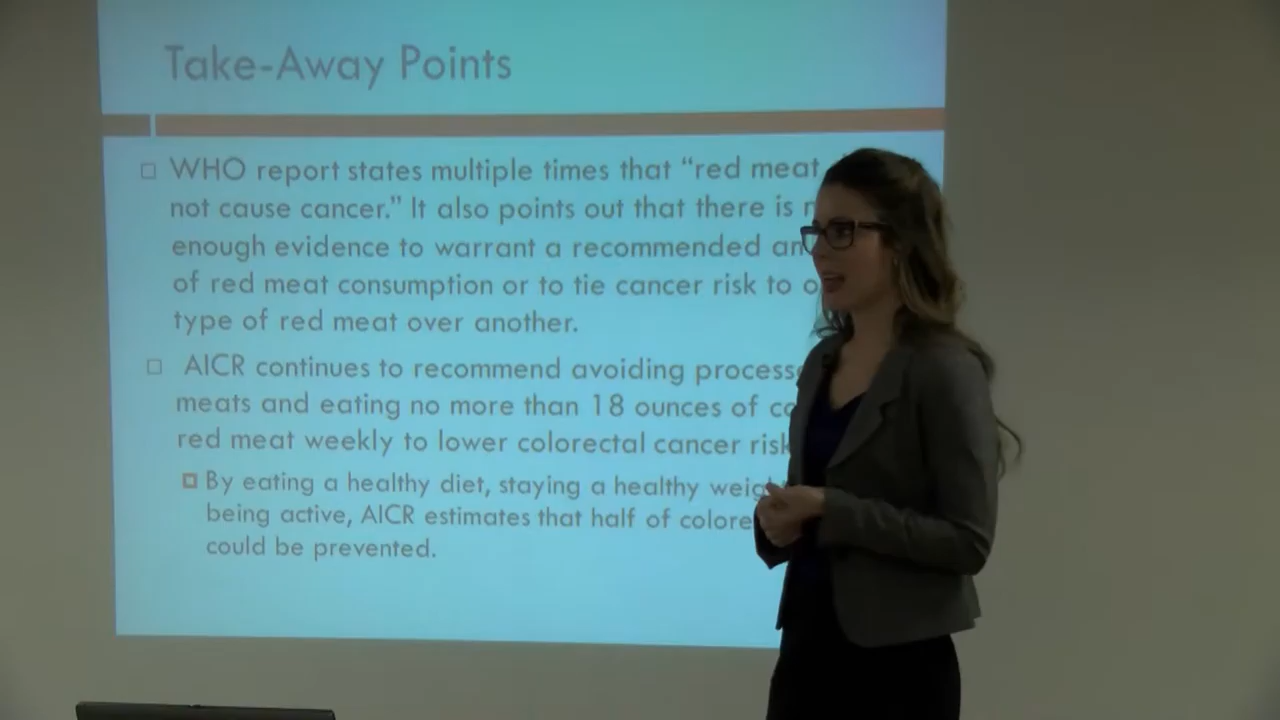 Take-Away Points
WHO report states multiple times that “red meat
not cause cancer.” It also points out that there is
enough evidence to warrant a recommended
of red meat consumption or to tie cancer risk to
type of red meat over another.
AICR continues to recommend avoiding
meats and eating no more than 18 ounces of
red meat weekly to lower colorectal cancer risk
By eating a healthy diet, staying a healthy
being active, AICR estimates that half of
could be prevented.